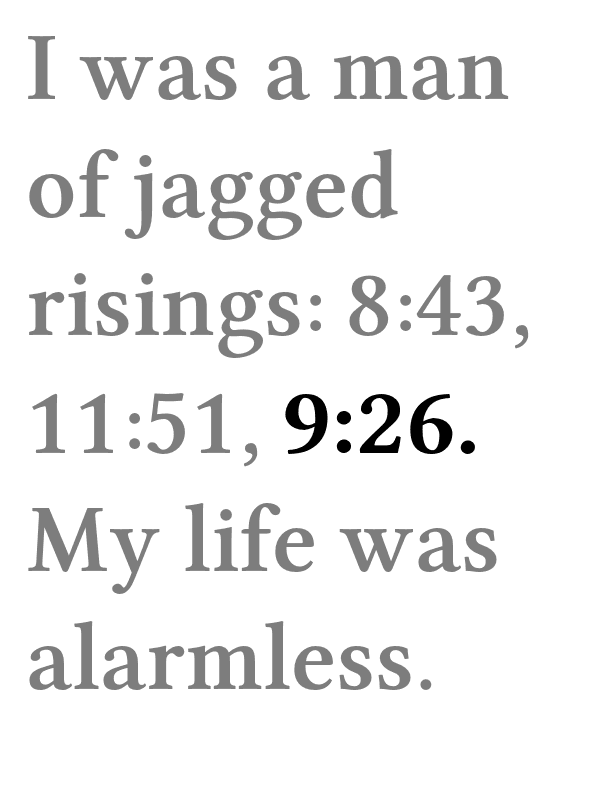 I was a man
of jagged
risings: 8:43,
11:51, 9:26.
My life was
alarmless.